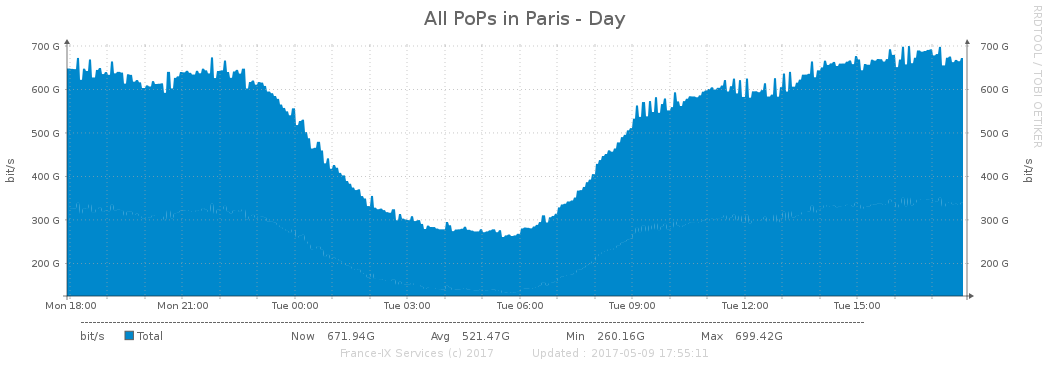 All PoPs in Paris - Day
RRDTOOL / TOBI OETIKER
bit/s
bit/s
700 G 700 G
600 G 600 G
500 G 500 G
400 G 400 G
300 G 300 G
200 G 200 G
Mon 18:00 Mon 21:00 Tue 00:00 Tue 03:00 Tue 06:00 Tue 09:00 Tue 12:00 Tue 15:00
bit/s Total Now 671.94G Avg 521.47G Min 260.16G Max 699.42G
France-IX Services (c) 2017 Updated : 2017-05-09 17:55:11